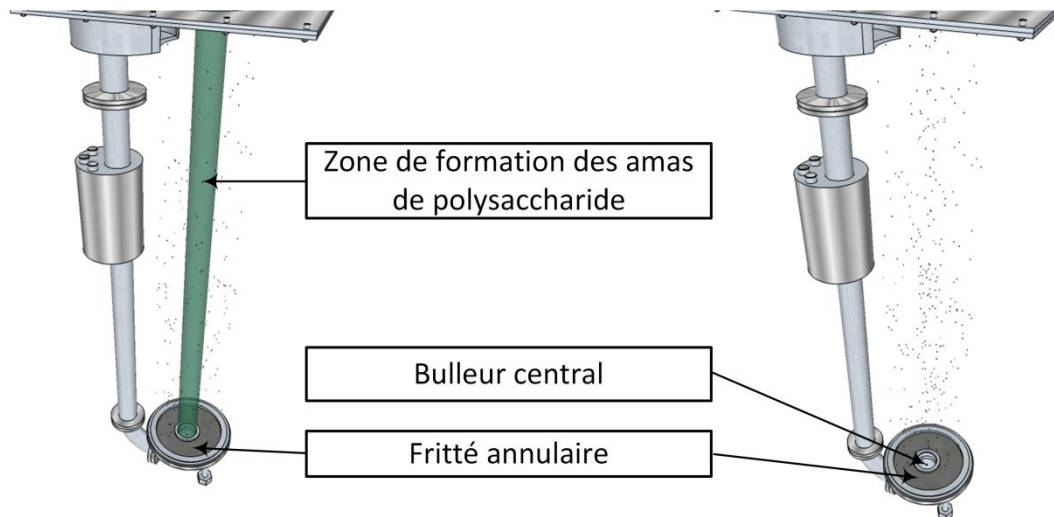 Zone de formation des amas
de polysaccharide
Bulleur central
Fritté annulaire